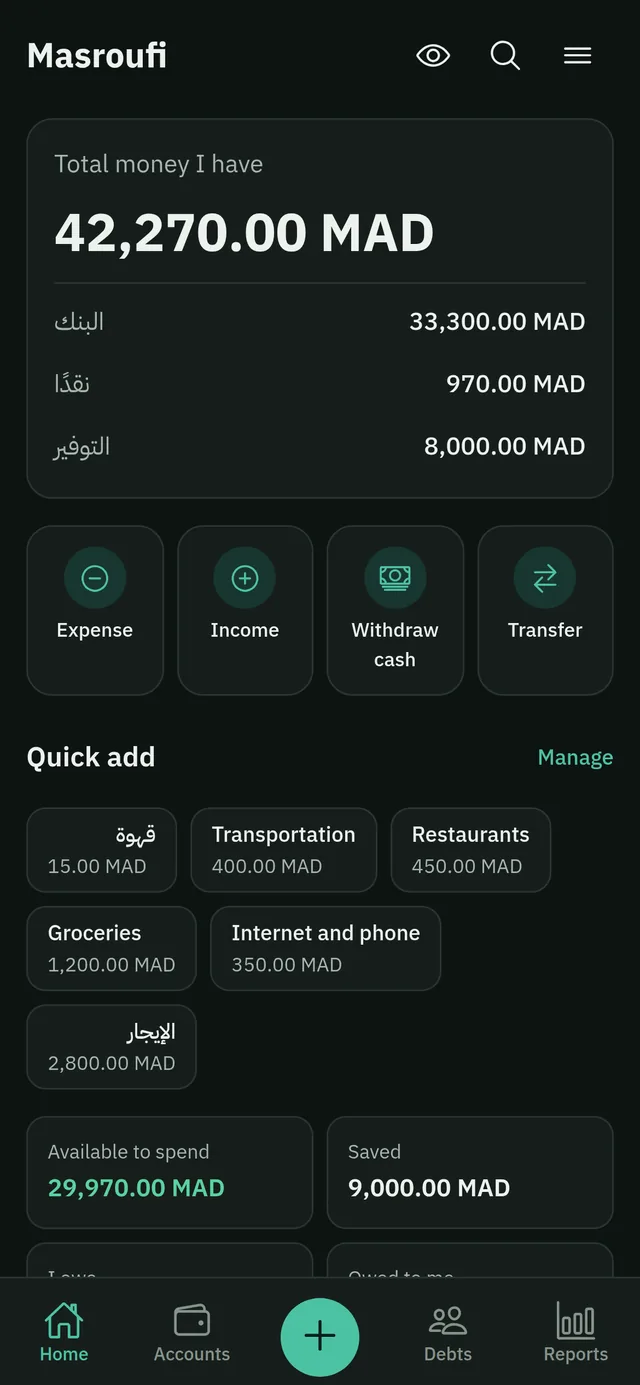 Masroufi
Total money I have
42,270.00 MAD
البنك 33,300.00 MAD
نقدًا 970.00 MAD
التوفير 8,000.00 MAD
Expense Income Withdraw cash Transfer
Quick add Manage
قهوة Transportation Restaurants
15.00 MAD 400.00 MAD 450.00 MAD
Groceries Internet and phone
1,200.00 MAD 350.00 MAD
الإيجار
2,800.00 MAD
Available to spend Saved
29,970.00 MAD 9,000.00 MAD
Home Accounts Debts Reports